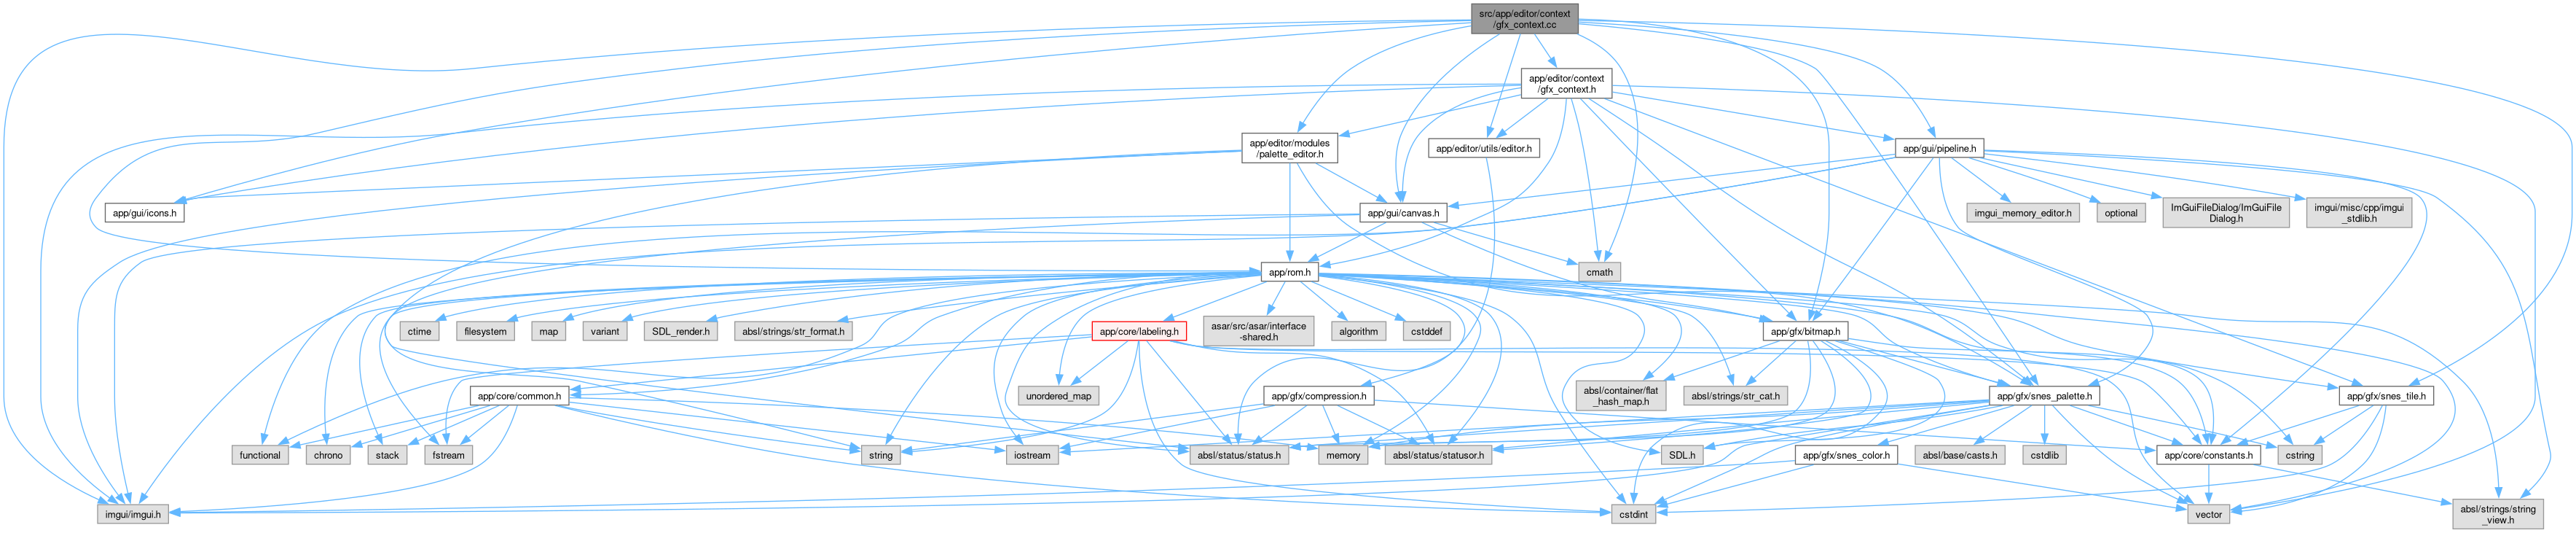 src/app/editor/context
/gfx_context.cc
app/editor/context
/gfx_context.h
app/editor/modules
/palette_editor.h
app/editor/utils/editor.h
app/gui/pipeline.h
app/gui/icons.h
app/gui/canvas.h
imgui_memory_editor.h
optional
ImGuiFileDialog/ImGuiFile
Dialog.h
imgui/misc/cpp/imgui
_stdlib.h
app/rom.h
cmath
ctime
filesystem
map
variant
SDL_render.h
absl/strings/str_format.h
app/core/labeling.h
asar/src/asar/interface
-shared.h
algorithm
cstddef
app/gfx/bitmap.h
unordered_map
app/core/common.h
app/gfx/compression.h
absl/container/flat
_hash_map.h
absl/strings/str_cat.h
app/gfx/snes_palette.h
app/gfx/snes_tile.h
functional
chrono
stack
fstream
string
iostream
absl/status/status.h
memory
absl/status/statusor.h
SDL.h
app/gfx/snes_color.h
absl/base/casts.h
cstdlib
app/core/constants.h
cstring
imgui/imgui.h
cstdint
vector
absl/strings/string
_view.h